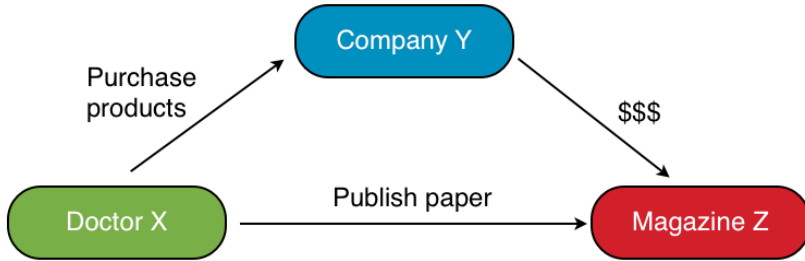 Company Y
Purchase
products
$$$
Publish paper
Doctor X
Magazine Z